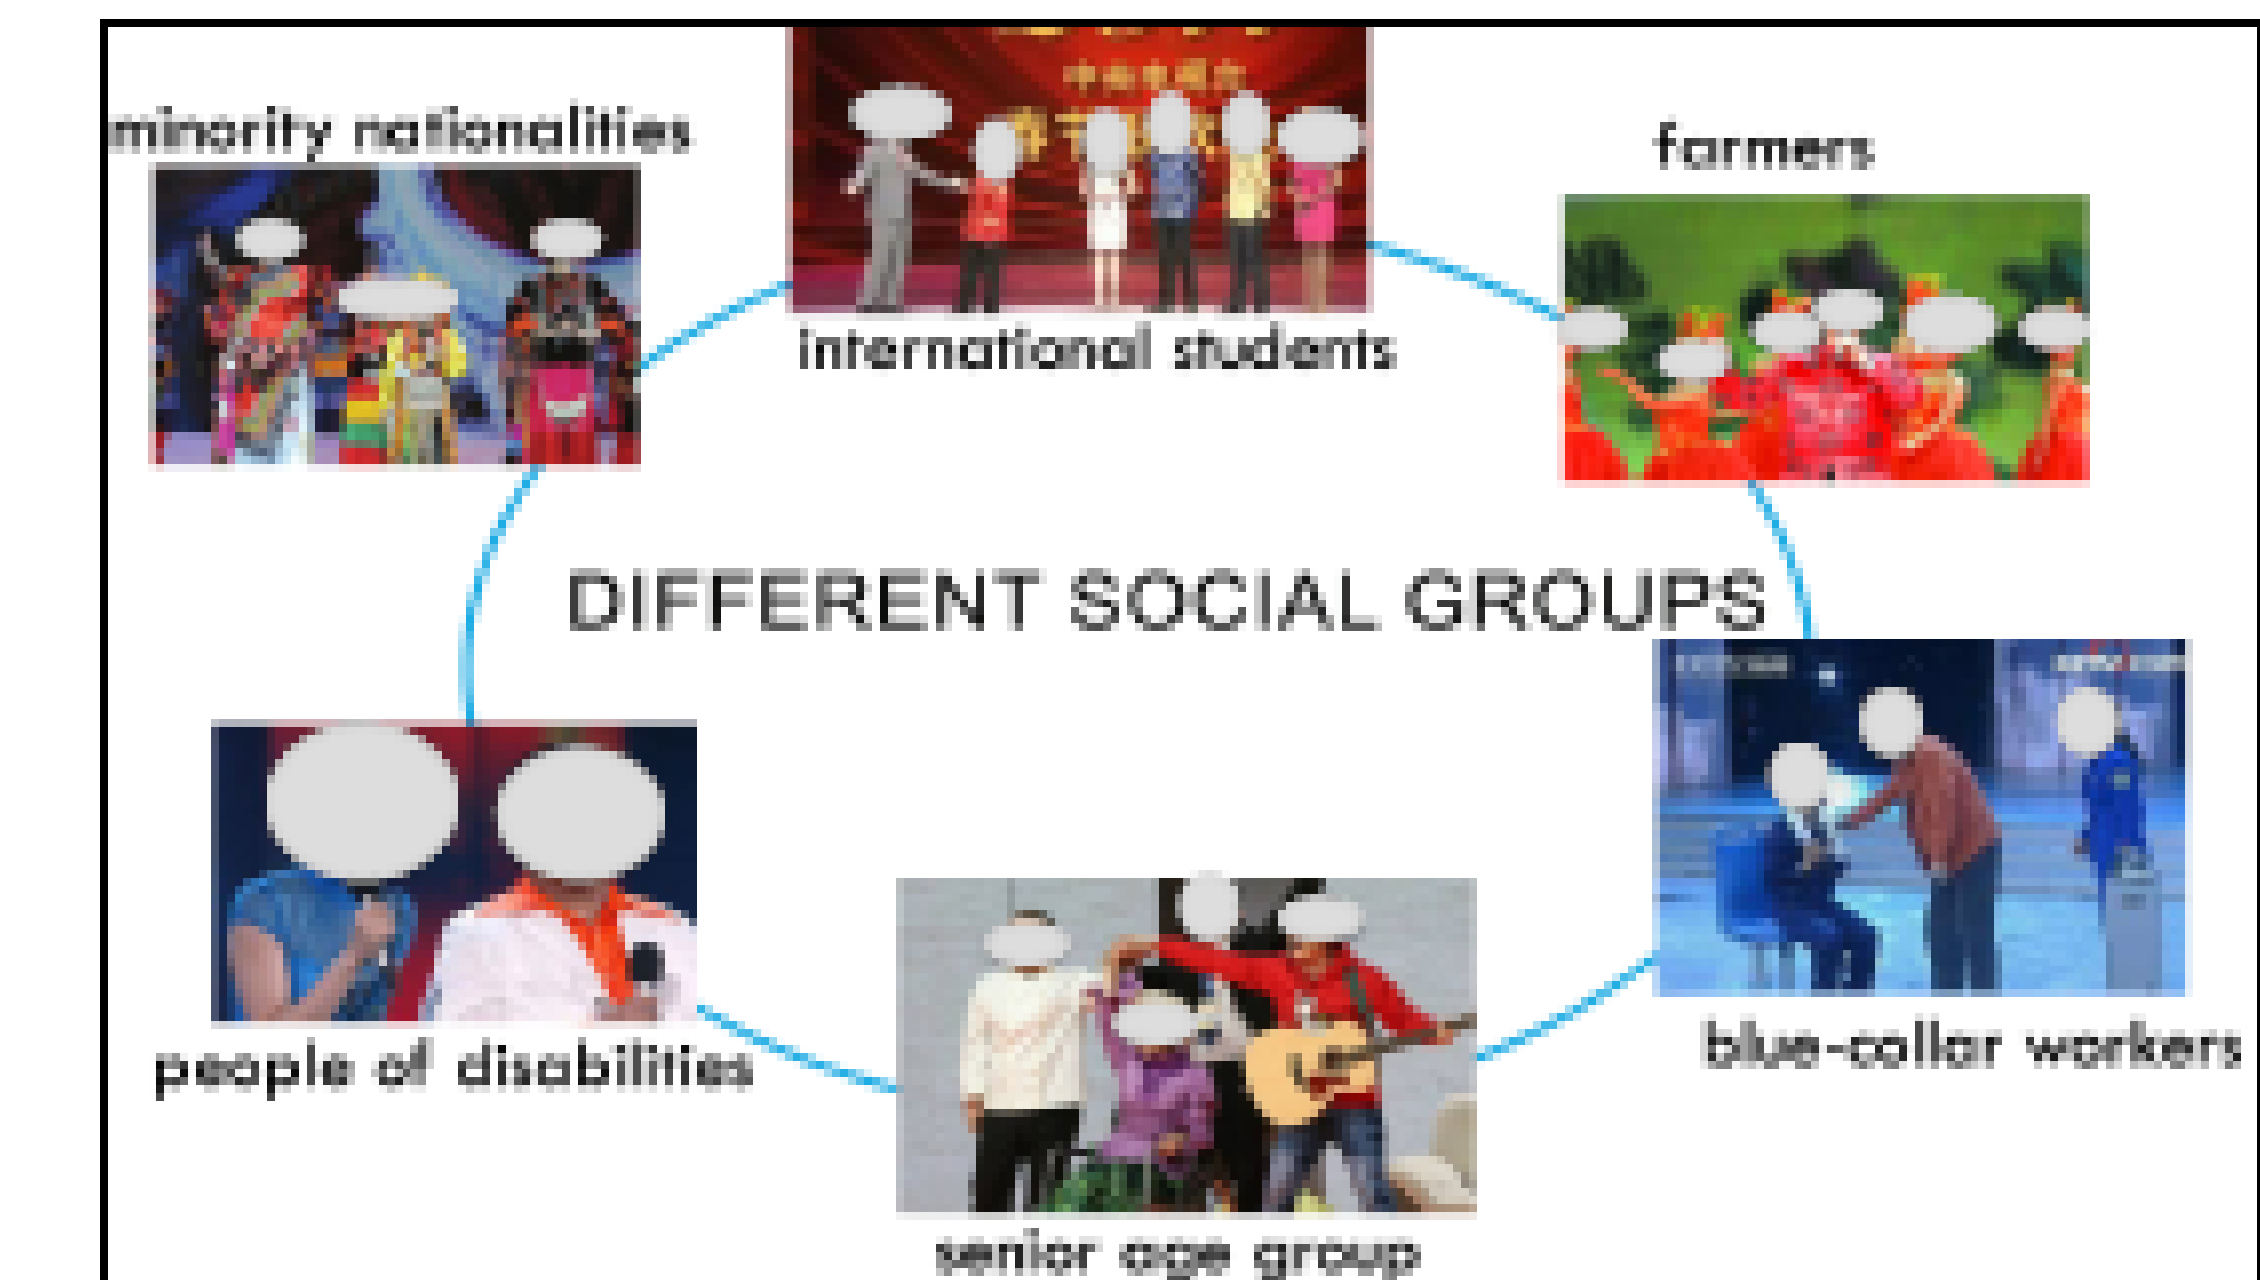 minority nationalities
farmers
international students
DIFFERENT SOCIAL GROUPS
people of disabilities
blue-collar workers
senior age group